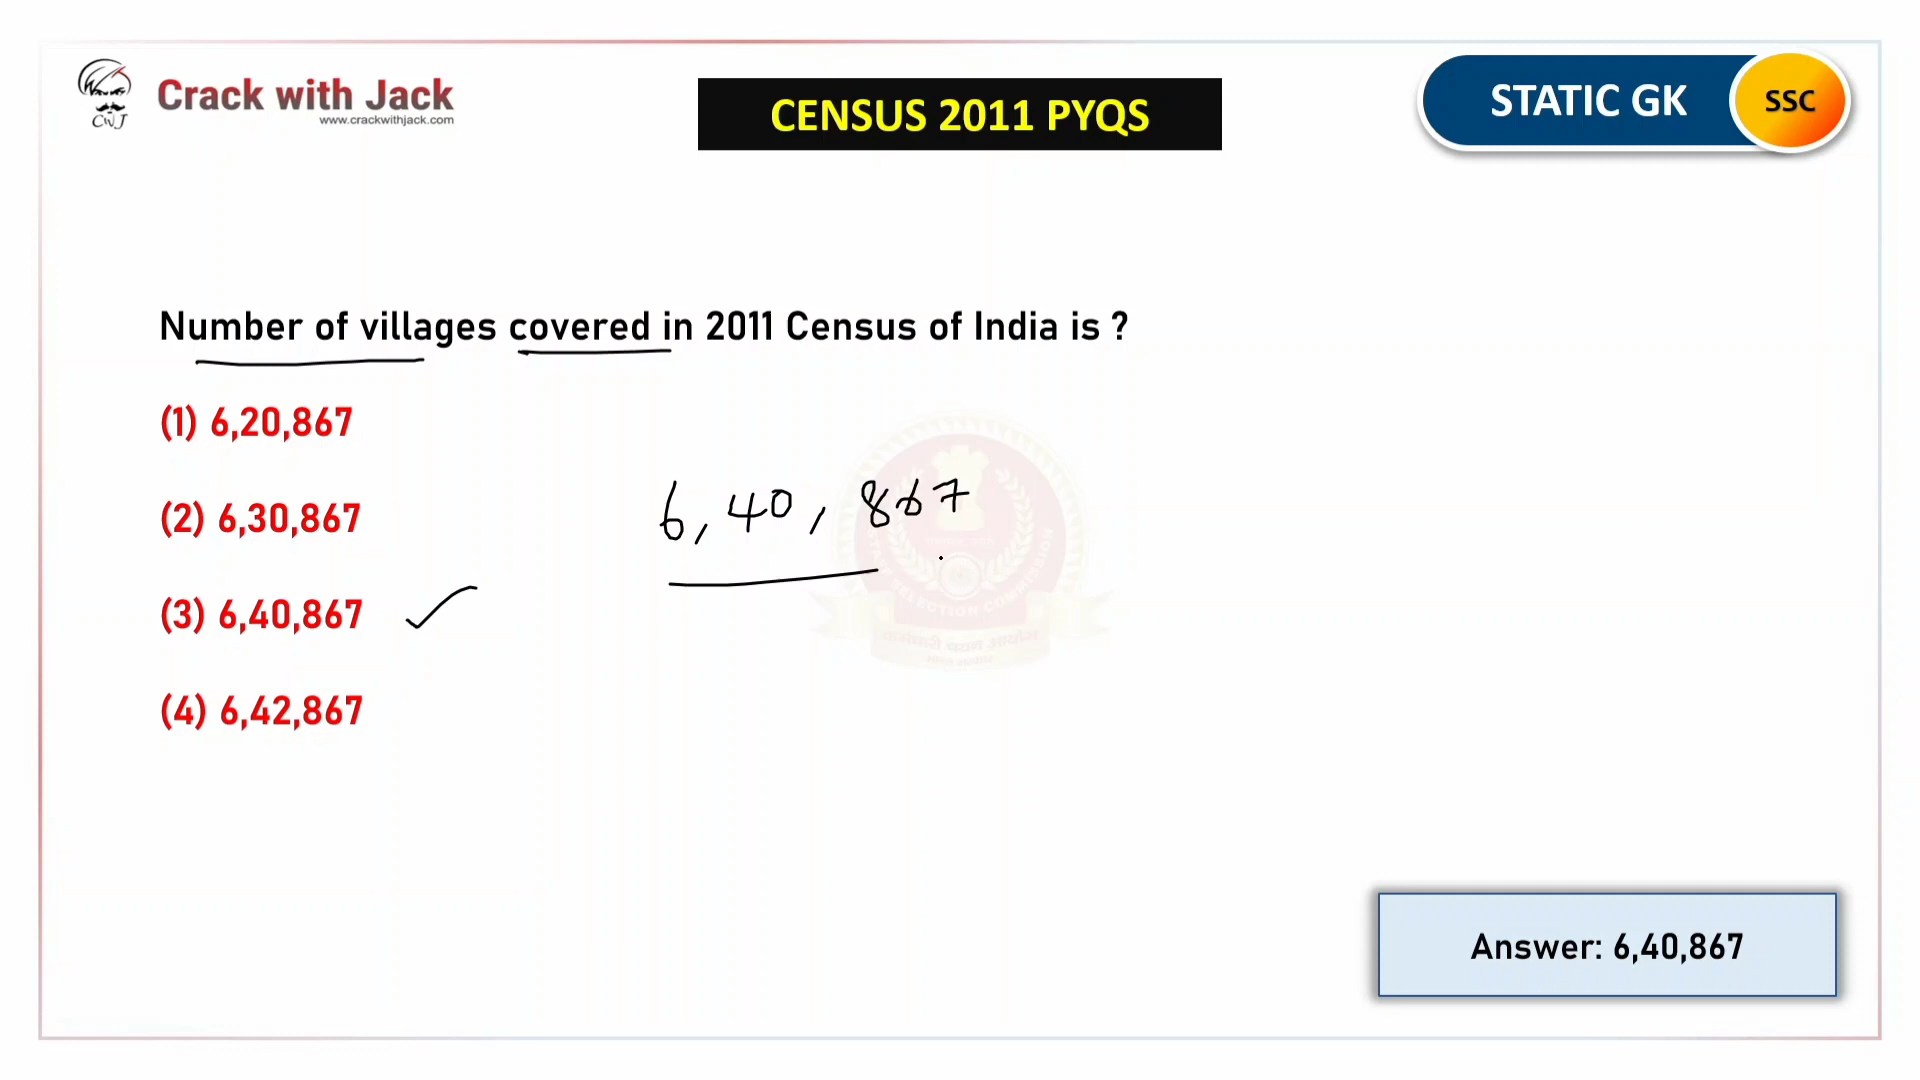 Crack with Jack
www.crackwithjack.com
CWJ
CENSUS 2011 PYQS
STATIC GK
SSC
Number of villages covered in 2011 Census of India is ?
(1) 6,20,867
(2) 6,30,867
(3) 6,40,867
(4) 6,42,867
6,40,867
Answer: 6,40,867